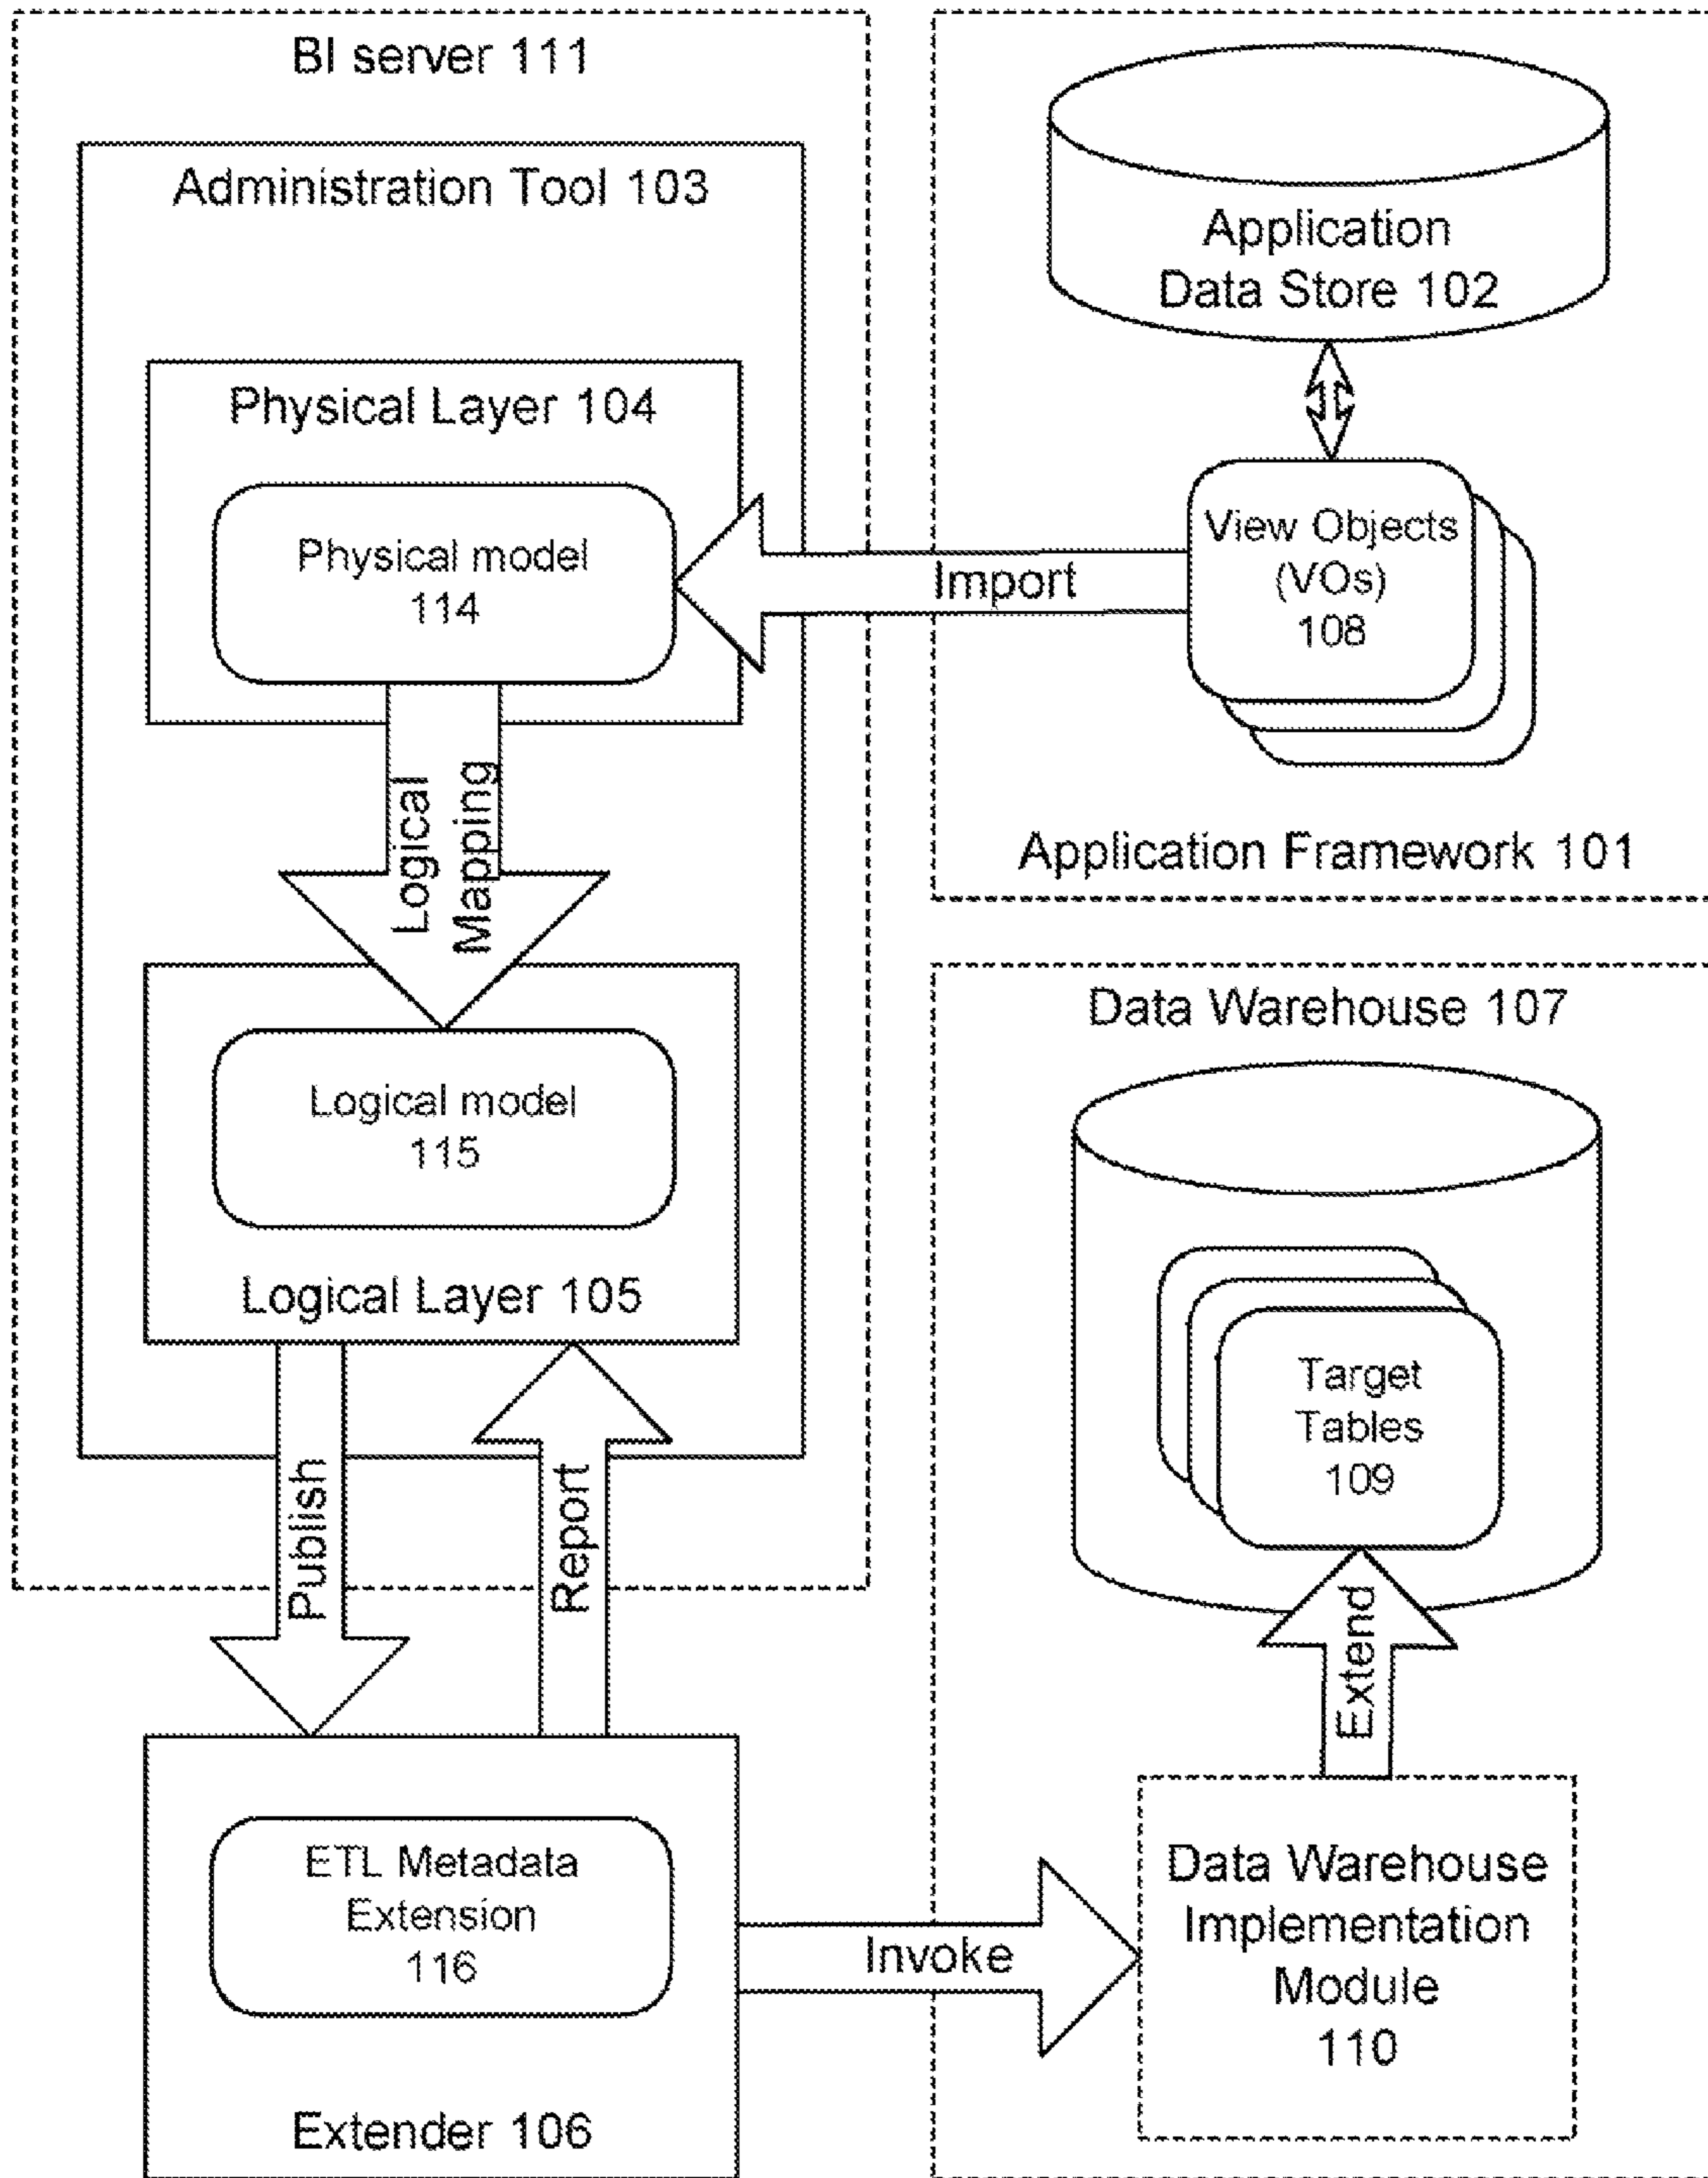 BI server 111
Administration Tool 103
Physical Layer 104
Physical model
114
Logical
Mapping
Logical model
115
Logical Layer 105
Publish
Report
ETL Metadata
Extension
116
Extender 106
Application
Data Store 102
View Objects
(VOs)
108
Import
Application Framework 101
Data Warehouse 107
Target
Tables
109
Extend
Invoke
Data Warehouse
Implementation
Module
110